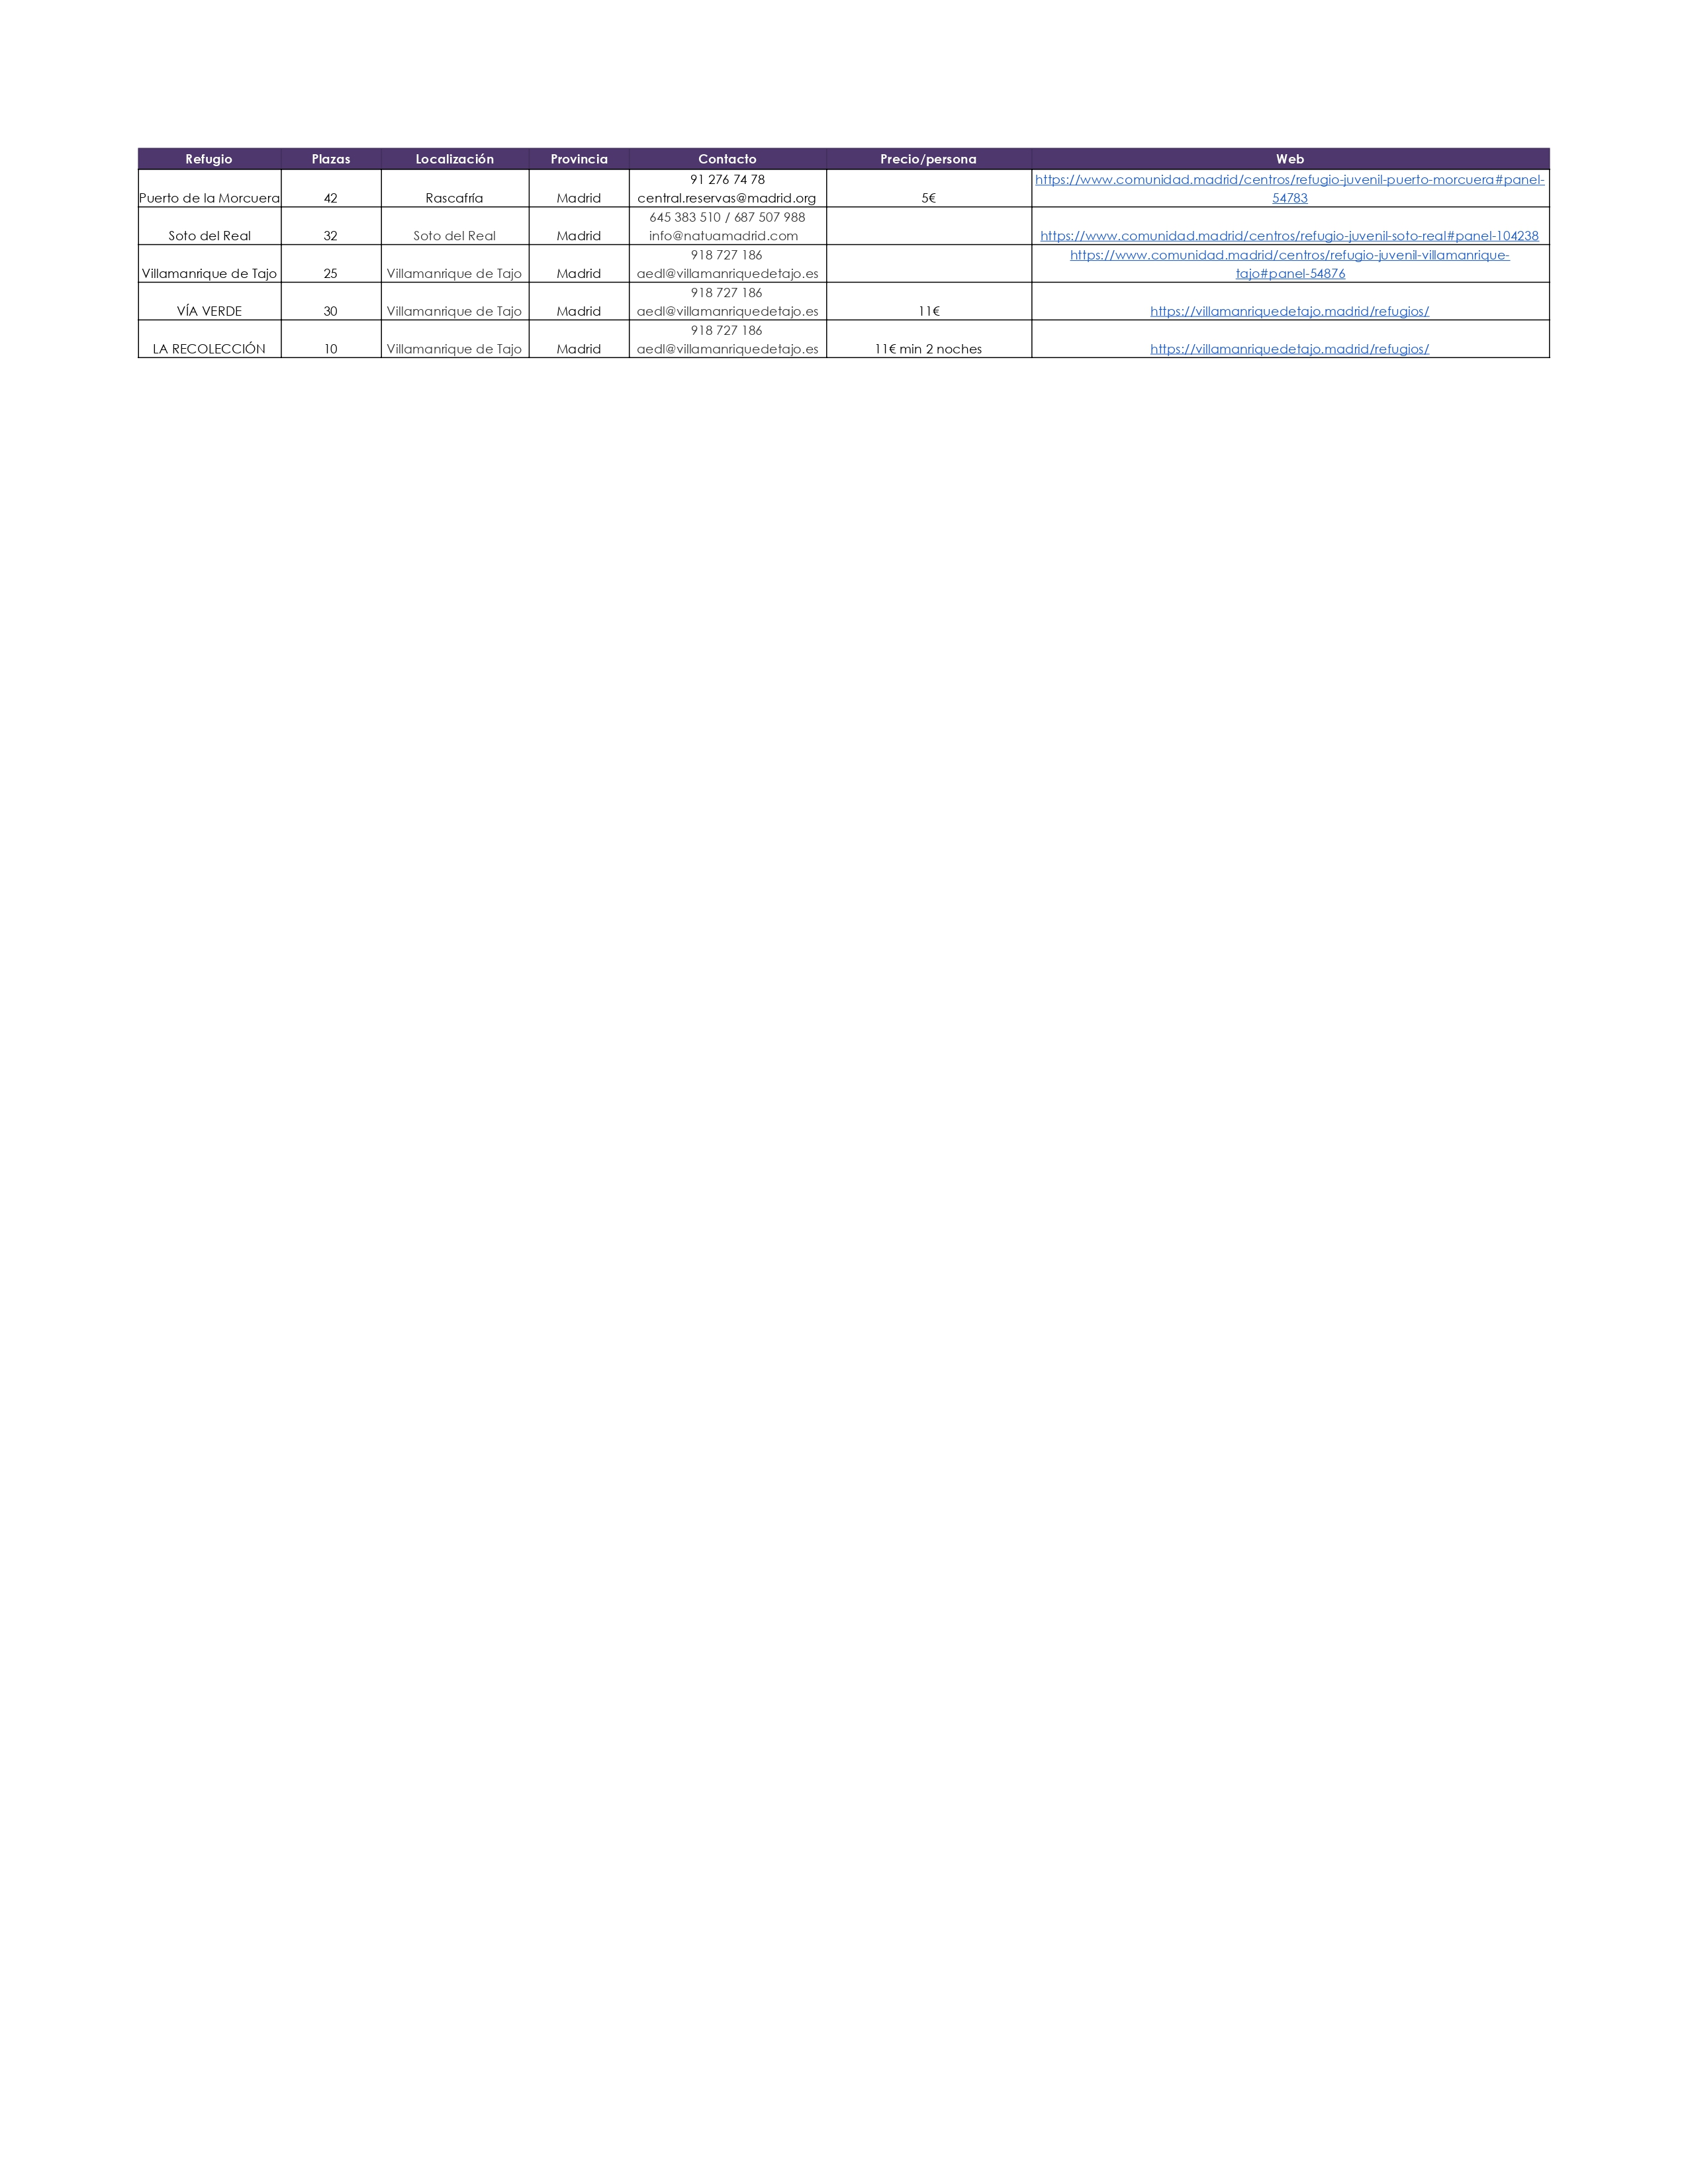 Refugio Plazas Localización Provincia Contacto Precio/persona Web
91 276 74 78 https://www.comunidad.madrid/centros/refugio-juvenil-puerto-morcuera#panel-
Puerto de la Morcuera 42 Rascafría Madrid central.reservas@madrid.org 5€ 54783
645 383 510 / 687 507 988
Soto del Real 32 Soto del Real Madrid info@natuamadrid.com https://www.comunidad.madrid/centros/refugio-juvenil-soto-real#panel-104238
918 727 186 https://www.comunidad.madrid/centros/refugio-juvenil-villamanrique-
Villamanrique de Tajo 25 Villamanrique de Tajo Madrid aedl@villamanriquedetajo.es tajo#panel-54876
918 727 186
VÍA VERDE 30 Villamanrique de Tajo Madrid aedl@villamanriquedetajo.es 11€ https://villamanriquedetajo.madrid/refugios/
918 727 186
LA RECOLECCIÓN 10 Villamanrique de Tajo Madrid aedl@villamanriquedetajo.es 11€ min 2 noches https://villamanriquedetajo.madrid/refugios/